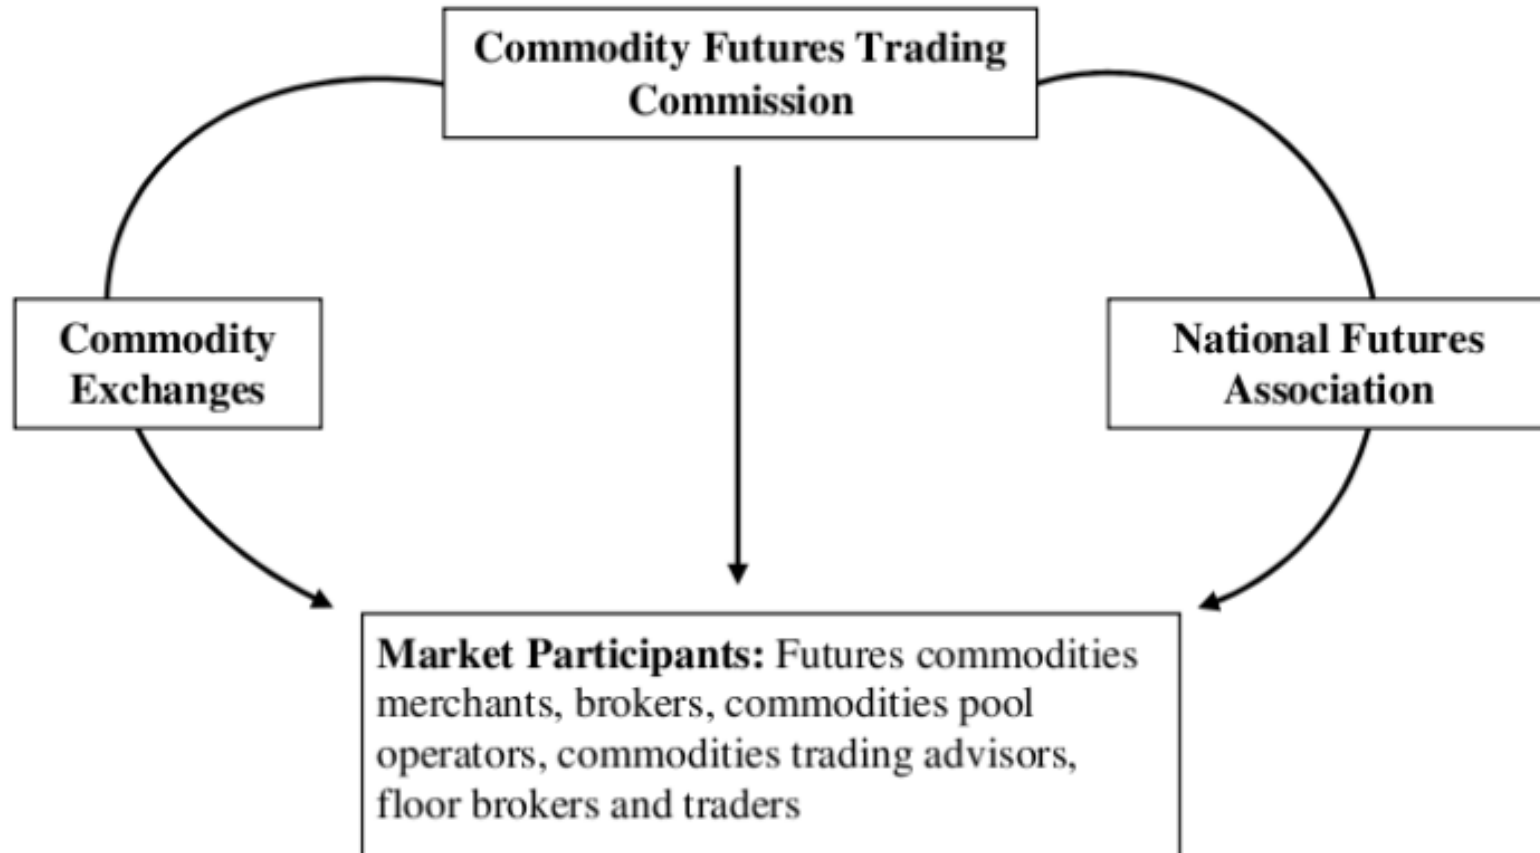 Commodity Futures Trading
Commission
Commodity
Exchanges
National Futures
Association
Market Participants: Futures commodities
merchants, brokers, commodities pool
operators, commodities trading advisors,
floor brokers and traders